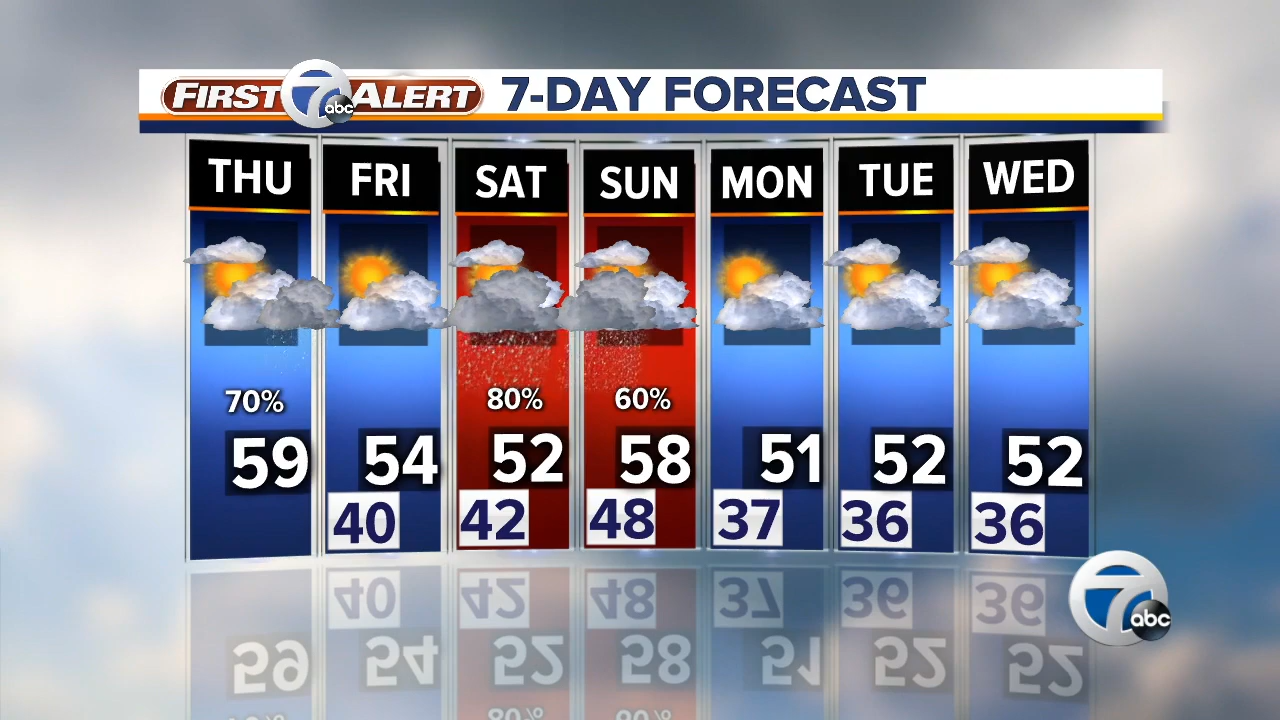 FIRST 7 abc ALERT 7-DAY FORECAST
THU FRI SAT SUN MON TUE WED
70% 80% 60%
59 54 52 58 51 52 52
40 42 48 37 36 36
7 abc